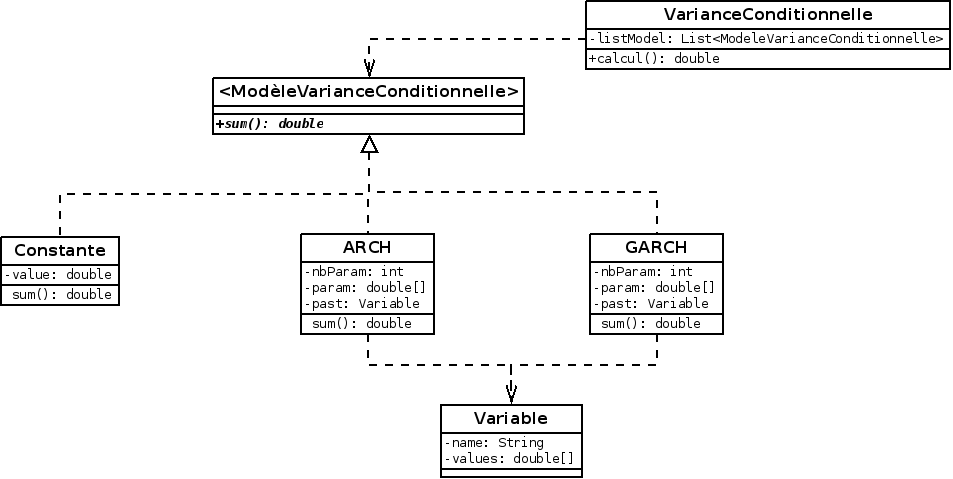 VarianceConditionnelle
-listModel: List<ModeleVarianceConditionnelle>
+calcul(): double
<ModèleVarianceConditionnelle>
+sum(): double
Constante
-value: double
sum(): double
ARCH
-nbParam: int
-param: double[]
-past: Variable
sum(): double
GARCH
-nbParam: int
-param: double[]
-past: Variable
sum(): double
Variable
-name: String
-values: double[]